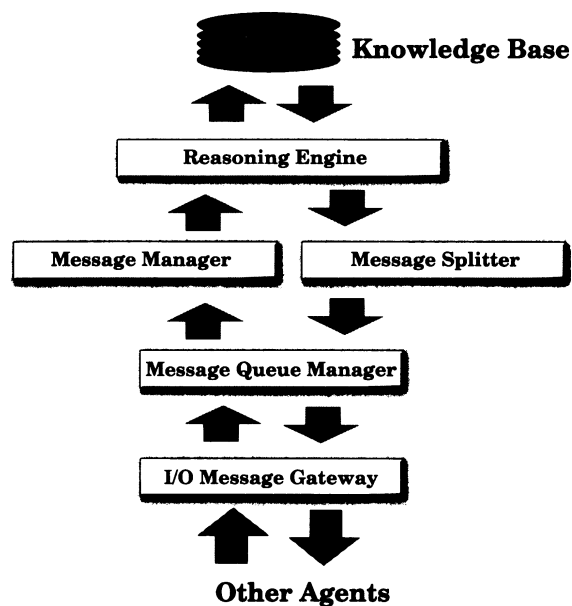 Knowledge Base
Reasoning Engine
Message Manager
Message Splitter
Message Queue Manager
I/O Message Gateway
Other Agents